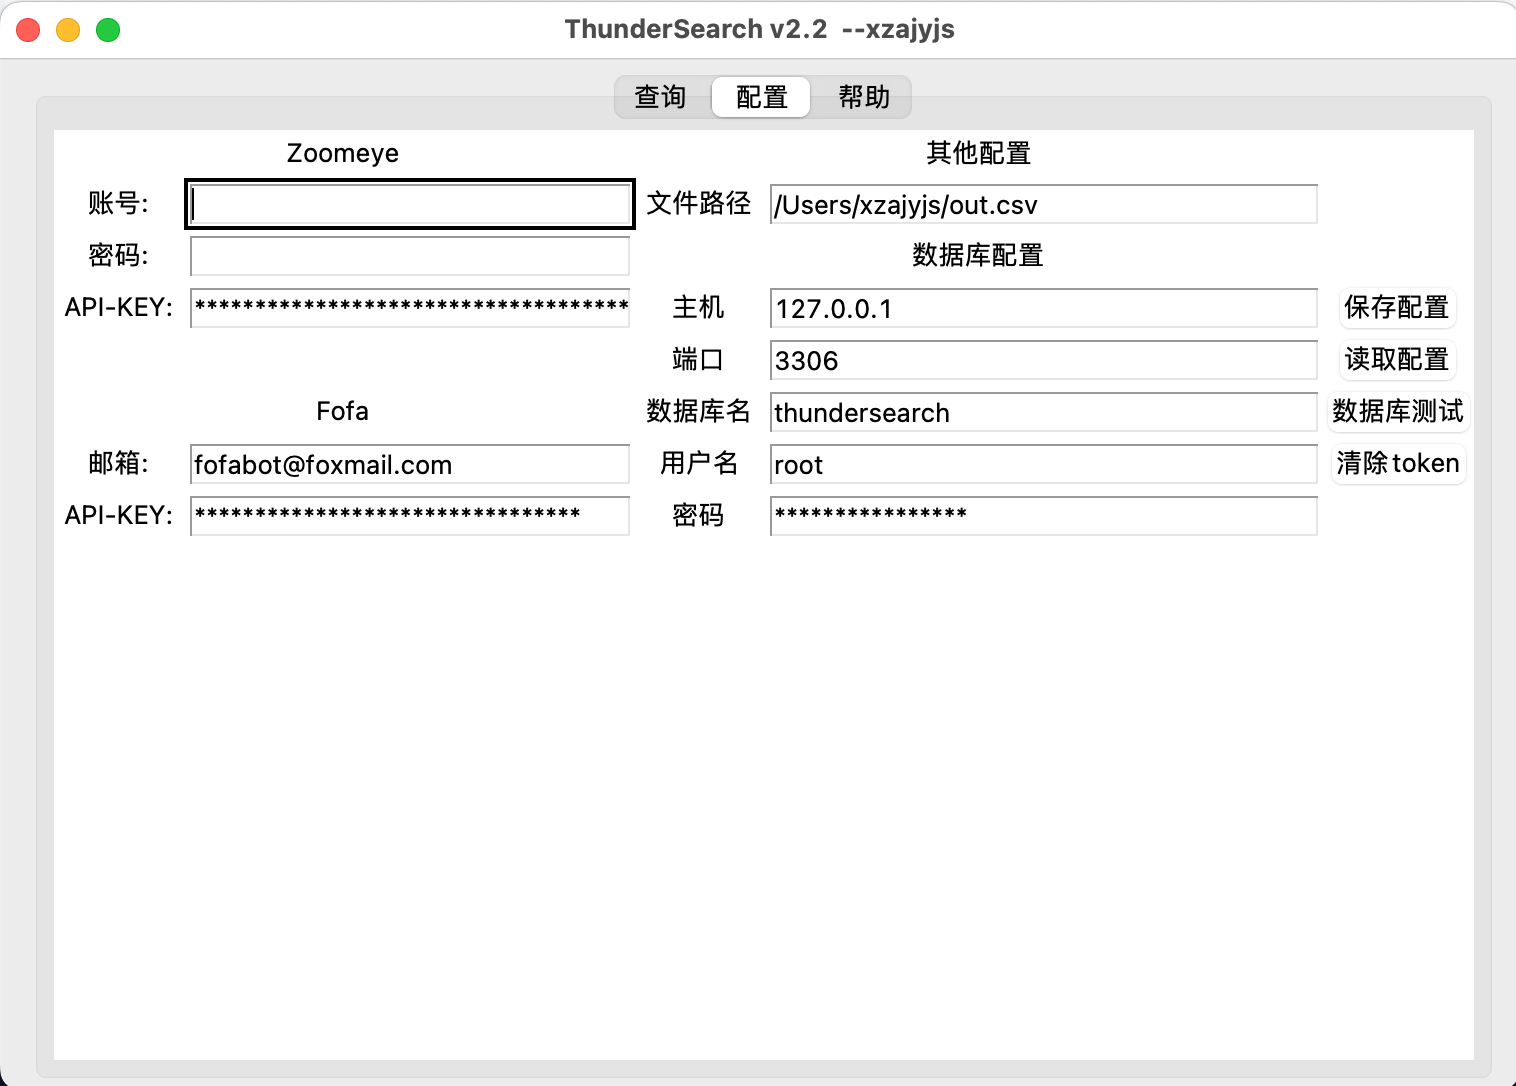 ThunderSearch v2.2 --xzajyjs
查询 配置 帮助
Zoomeye 其他配置
账号: 文件路径 /Users/xzajyjs/out.csv
密码: 数据库配置
API-KEY: ************************************ 主机 127.0.0.1 保存配置
端口 3306 读取配置
Fofa 数据库名 thundersearch 数据库测试
邮箱: fofabot@foxmail.com 用户名 root 清除token
API-KEY: ******************************** 密码 ****************